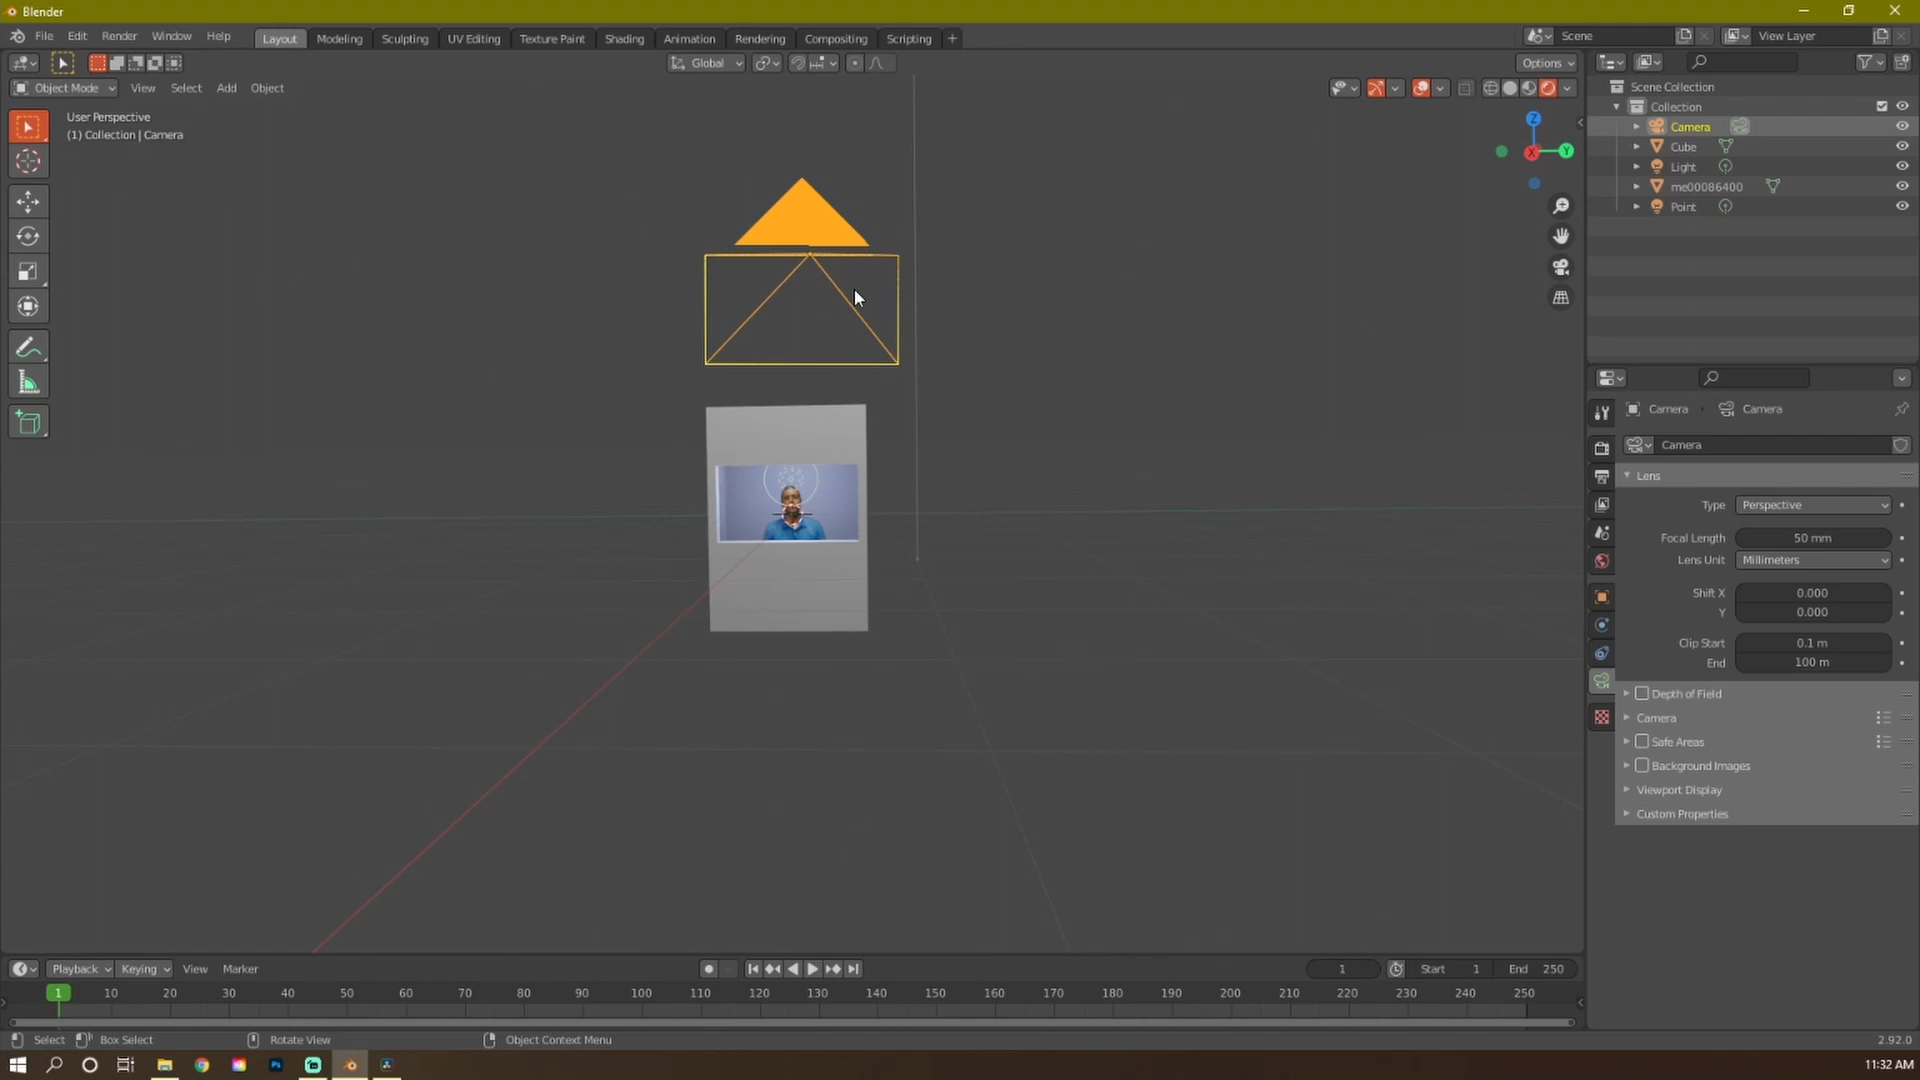 Blender
File Edit Render Window Help
Layout Modeling Sculpting UV Editing Texture Paint Shading Animation Rendering Compositing Scripting +
Scene
View Layer
Global
Options
Object Mode View Select Add Object
User Perspective
(1) Collection | Camera
Z
X
Y
Scene Collection
Collection
Camera
Cube
Light
me00086400
Point
Camera
Camera
Camera
Lens
Type Perspective
Focal Length 50 mm
Lens Unit Millimeters
Shift X 0.000
Y 0.000
Clip Start 0.1 m
End 100 m
Depth of Field
Camera
Safe Areas
Background Images
Viewport Display
Custom Properties
Playback Keying View Marker
1
Start 1
End 250
1 10 20 30 40 50 60 70 80 90 100 110 120 130 140 150 160 170 180 190 200 210 220 230 240 250
Select Box Select Rotate View Object Context Menu
2.92.0
Ps
11:32 AM